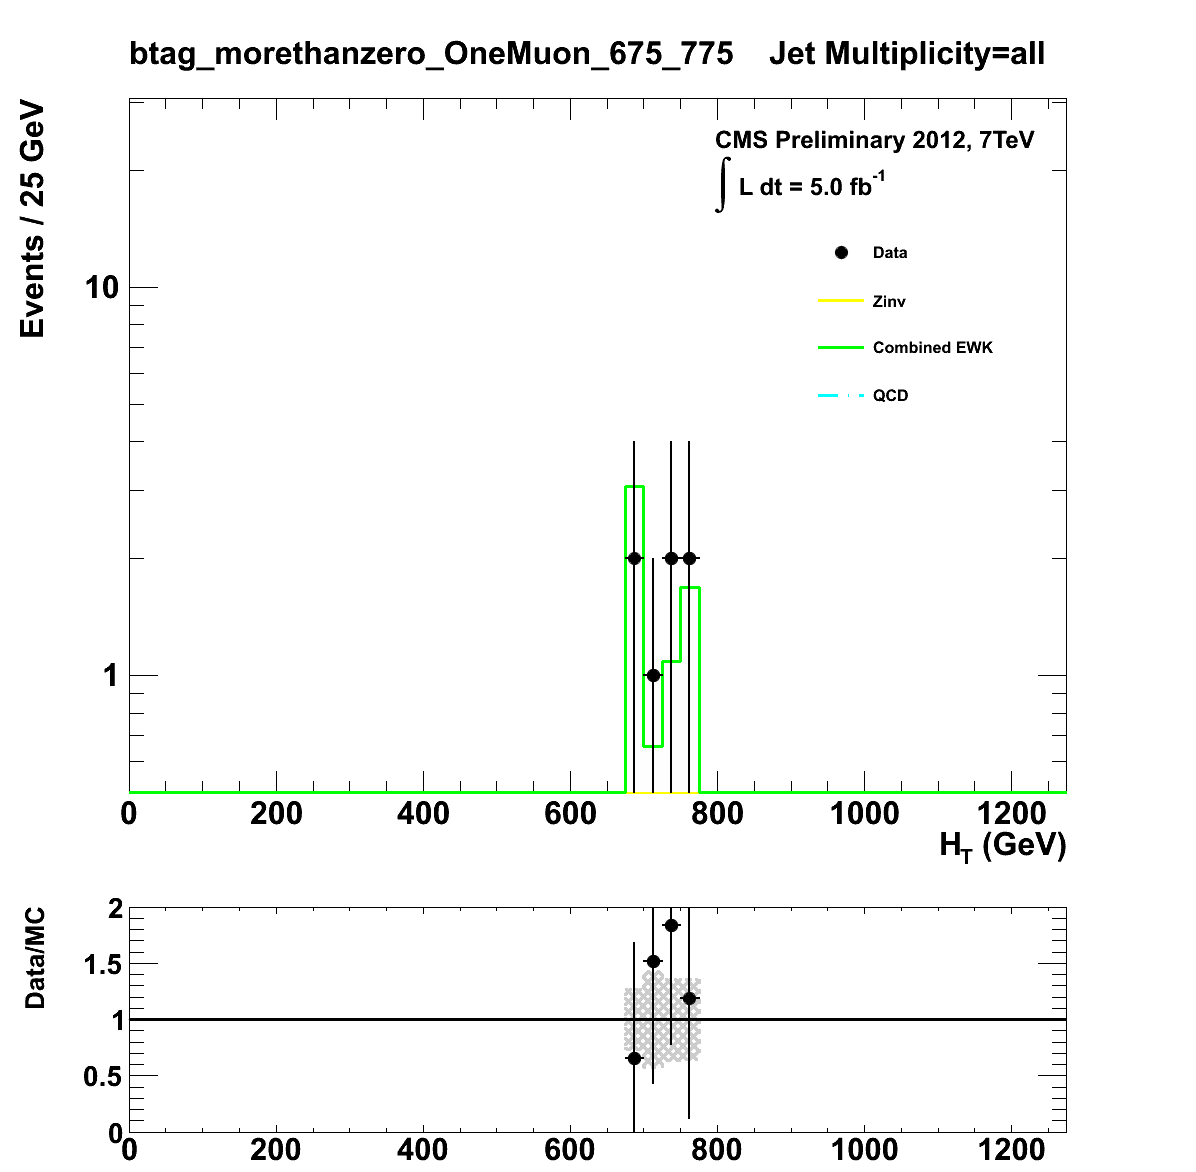 btag_morethanzero_OneMuon_675_775 Jet Multiplicity=all
Events / 25 GeV
CMS Preliminary 2012, 7TeV
∫ L dt = 5.0 fb⁻¹
Data
Zinv
Combined EWK
QCD
10
1
0 200 400 600 800 1000 1200
H_T (GeV)
Data/MC
2
1.5
1
0.5
0
0 200 400 600 800 1000 1200